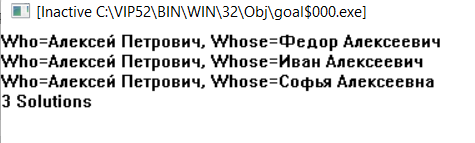 [Inactive C:\VIP52\BIN\WIN\32\Obj\goal$000.exe]
Who=Алексей Петрович, Whose=Федор Алексеевич
Who=Алексей Петрович, Whose=Иван Алексеевич
Who=Алексей Петрович, Whose=Софья Алексеевна
3 Solutions